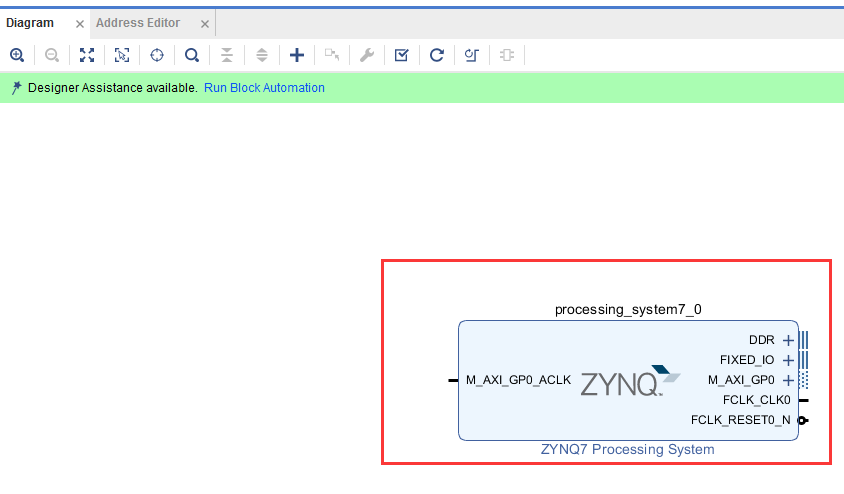 Diagram
Address Editor
Designer Assistance available. Run Block Automation
processing_system7_0
DDR
FIXED_IO
M_AXI_GP0_ACLK
ZYNQ
M_AXI_GP0
FCLK_CLK0
FCLK_RESET0_N
ZYNQ7 Processing System